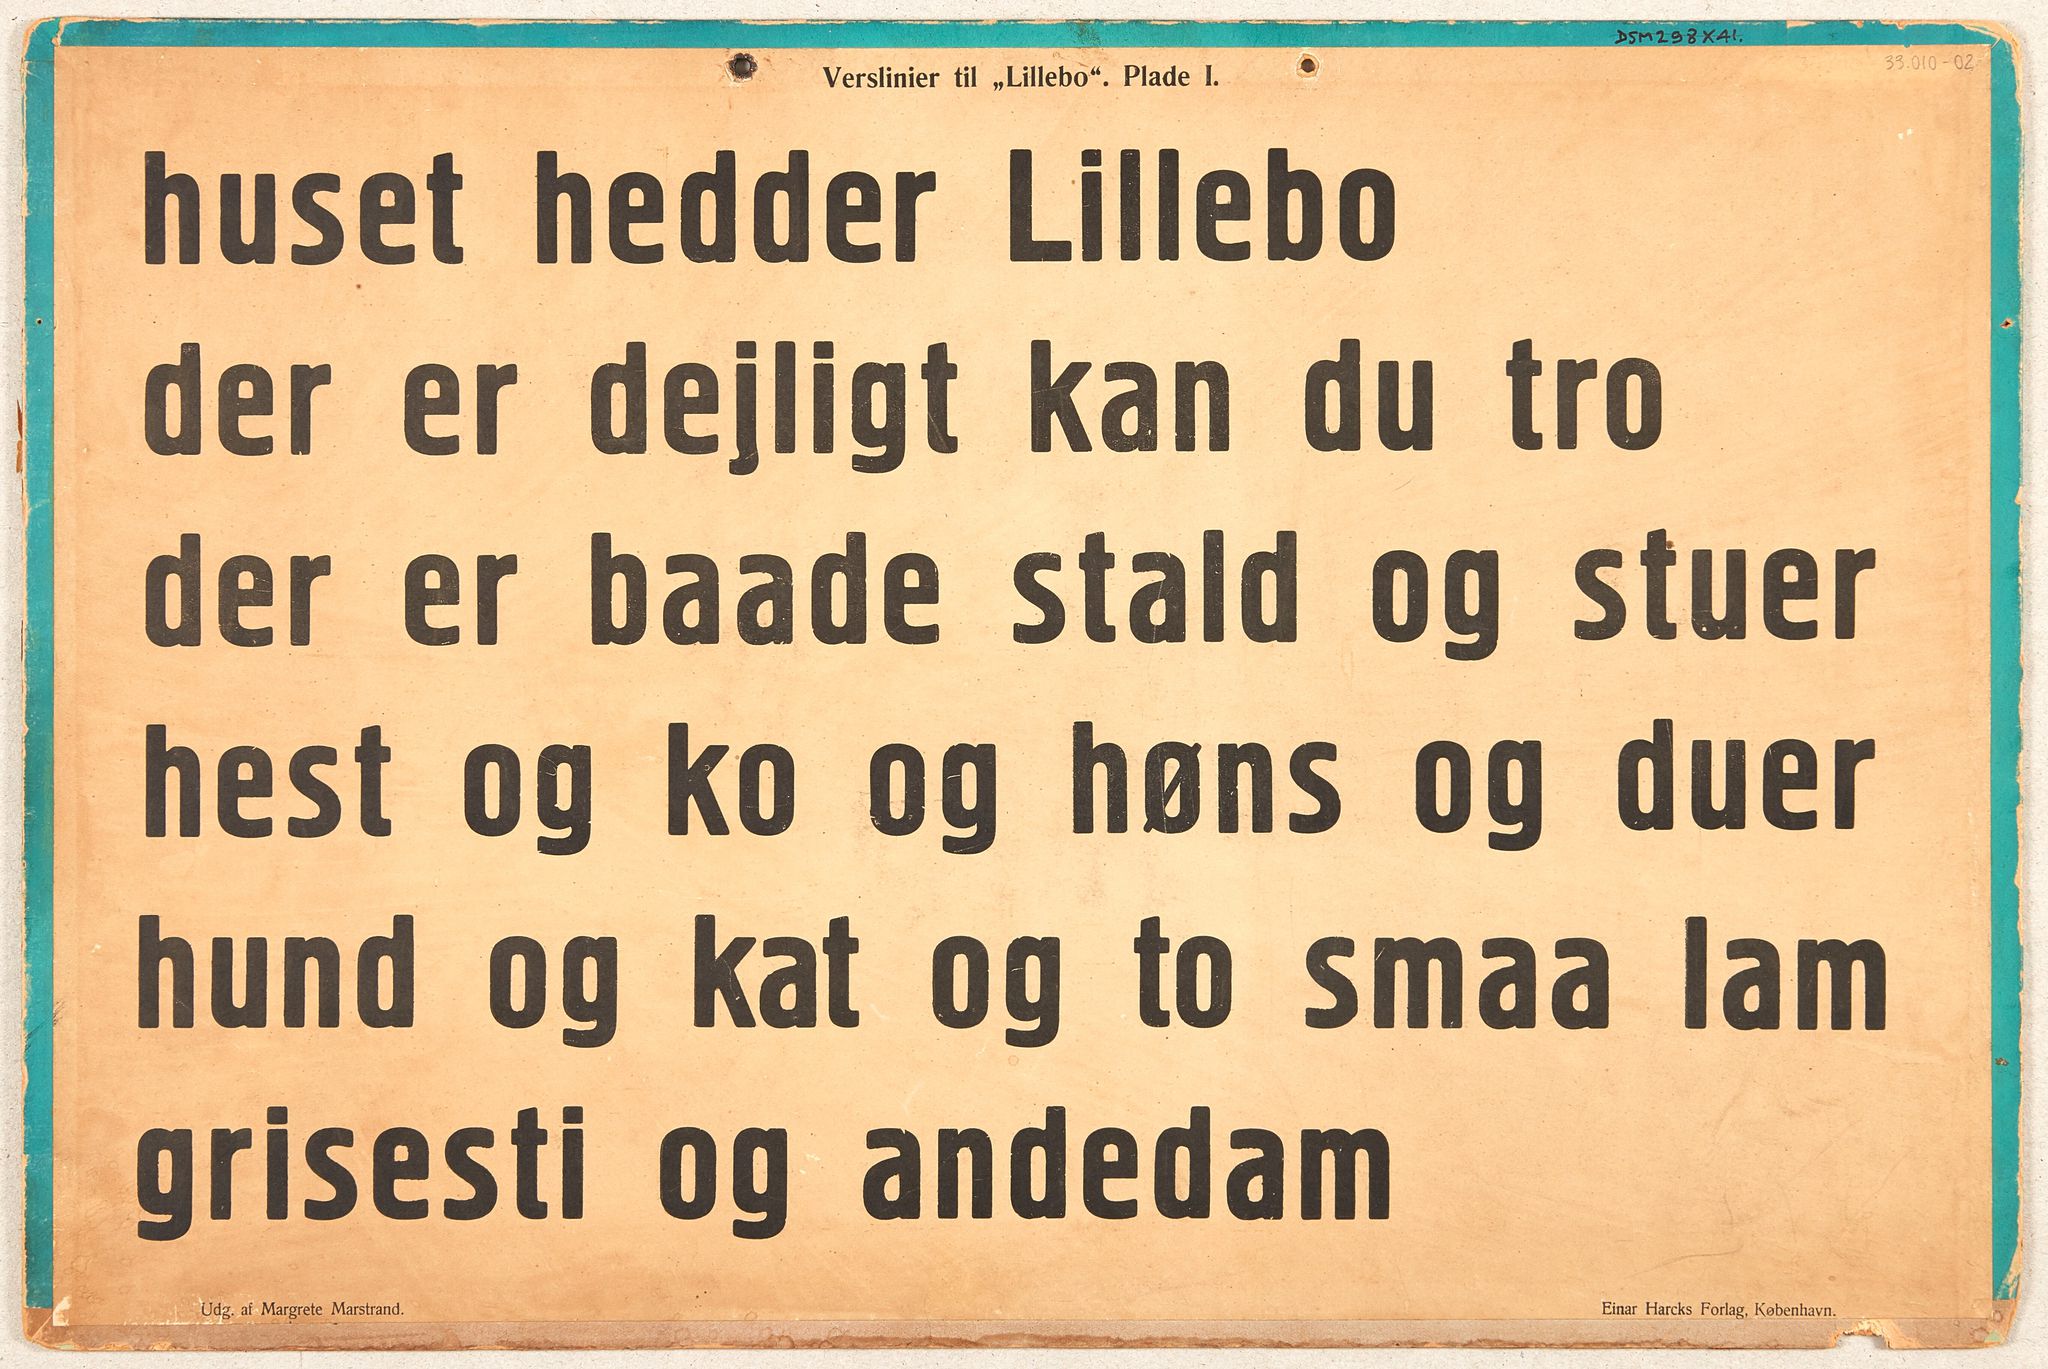 DSM298X41.
33.010-02
Verslinier til „Lillebo“. Plade I.
huset hedder Lillebo
der er dejligt kan du tro
der er baade stald og stuer
hest og ko og høns og duer
hund og kat og to smaa lam
grisesti og andedam
Udg. af Margrete Marstrand.
Einar Harcks Forlag, København.